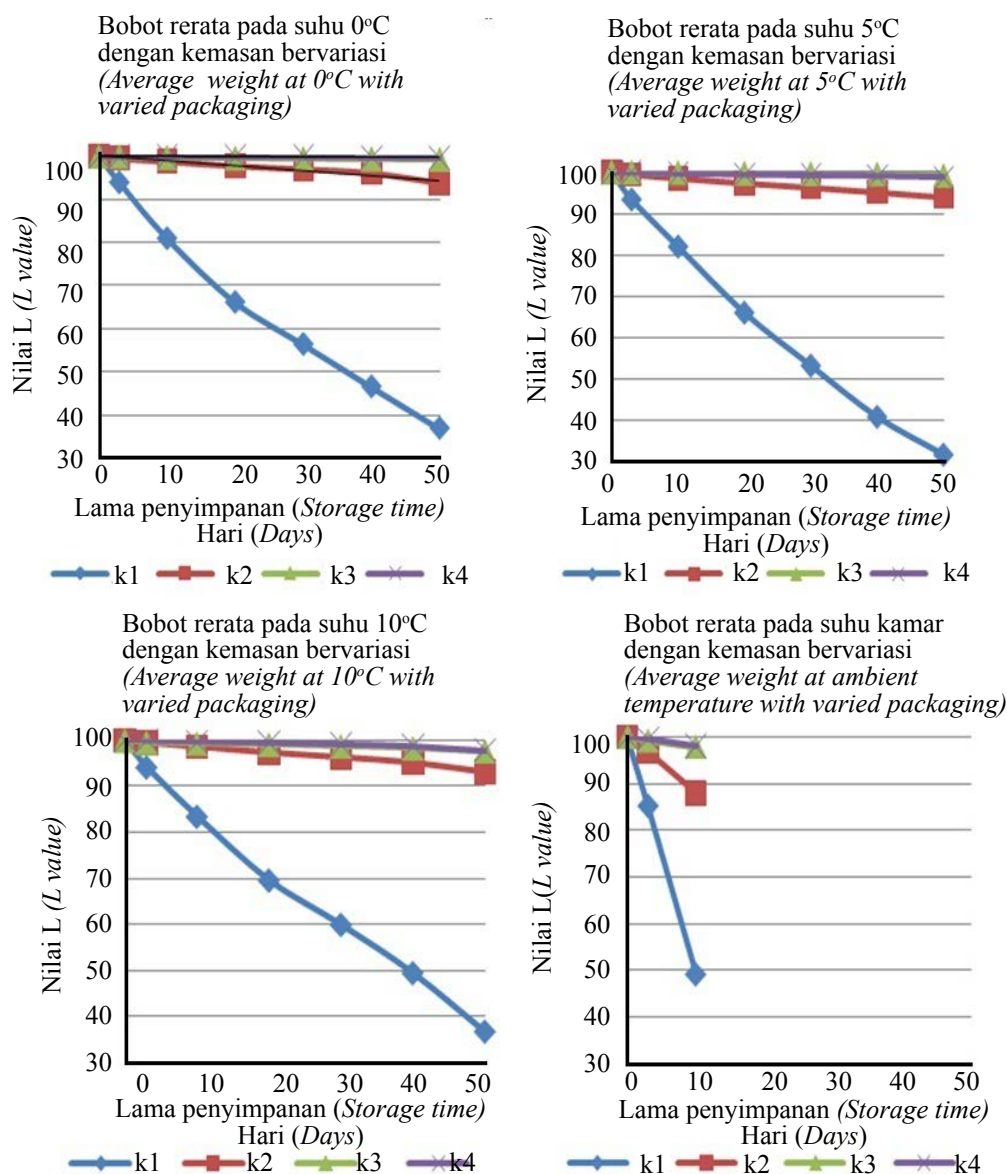 Bobot rerata pada suhu 0°C
dengan kemasan bervariasi
(Average weight at 0°C with
varied packaging)
100
90
80
70
60
50
40
30
Nilai L (L value)
0 10 20 30 40 50
Lama penyimpanan (Storage time)
Hari (Days)
k1 k2 k3 k4
Bobot rerata pada suhu 5°C
dengan kemasan bervariasi
(Average weight at 5°C with
varied packaging)
100
90
80
70
60
50
40
30
Nilai L (L value)
0 10 20 30 40 50
Lama penyimpanan (Storage time)
Hari (Days)
k1 k2 k3 k4
Bobot rerata pada suhu 10°C
dengan kemasan bervariasi
(Average weight at 10°C with
varied packaging)
100
90
80
70
60
50
40
30
Nilai L (L value)
0 10 20 30 40 50
Lama penyimpanan (Storage time)
Hari (Days)
k1 k2 k3 k4
Bobot rerata pada suhu kamar
dengan kemasan bervariasi
(Average weight at ambient
temperature with varied packaging)
100
90
80
70
60
50
40
30
Nilai L(L value)
0 10 20 30 40 50
Lama penyimpanan (Storage time)
Hari (Days)
k1 k2 k3 k4